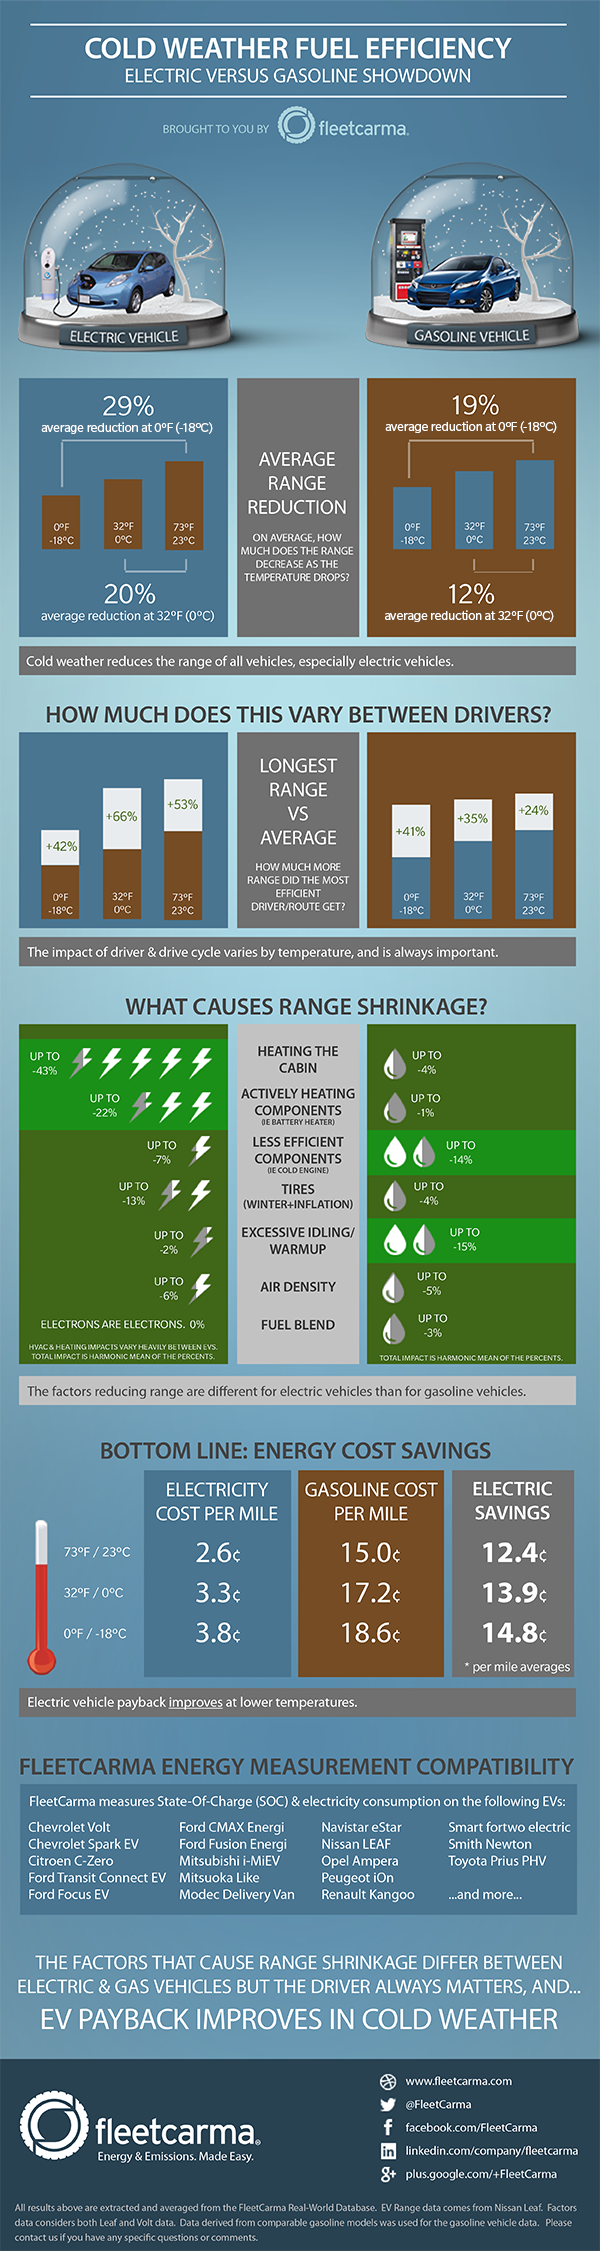 COLD WEATHER FUEL EFFICIENCY
ELECTRIC VERSUS GASOLINE SHOWDOWN
BROUGHT TO YOU BY fleetcarma®
ELECTRIC VEHICLE
GASOLINE VEHICLE
29%
average reduction at 0ºF (-18ºC)
0ºF
-18ºC
32ºF
0ºC
73ºF
23ºC
20%
average reduction at 32ºF (0ºC)
AVERAGE
RANGE
REDUCTION
ON AVERAGE, HOW
MUCH DOES THE RANGE
DECREASE AS THE
TEMPERATURE DROPS?
19%
average reduction at 0ºF (-18ºC)
0ºF
-18ºC
32ºF
0ºC
73ºF
23ºC
12%
average reduction at 32ºF (0ºC)
Cold weather reduces the range of all vehicles, especially electric vehicles.
HOW MUCH DOES THIS VARY BETWEEN DRIVERS?
+42%
0ºF
-18ºC
+66%
32ºF
0ºC
+53%
73ºF
23ºC
LONGEST
RANGE
VS
AVERAGE
HOW MUCH MORE
RANGE DID THE MOST
EFFICIENT
DRIVER/ROUTE GET?
+41%
0ºF
-18ºC
+35%
32ºF
0ºC
+24%
73ºF
23ºC
The impact of driver & drive cycle varies by temperature, and is always important.
WHAT CAUSES RANGE SHRINKAGE?
UP TO
-43%
HEATING THE
CABIN
UP TO
-4%
UP TO
-22%
ACTIVELY HEATING
COMPONENTS
(IE BATTERY HEATER)
UP TO
-1%
UP TO
-7%
LESS EFFICIENT
COMPONENTS
(IE COLD ENGINE)
UP TO
-14%
UP TO
-13%
TIRES
(WINTER+INFLATION)
UP TO
-4%
UP TO
-2%
EXCESSIVE IDLING/
WARMUP
UP TO
-15%
UP TO
-6%
AIR DENSITY
UP TO
-5%
ELECTRONS ARE ELECTRONS. 0%
FUEL BLEND
UP TO
-3%
HVAC & HEATING IMPACTS VARY HEAVILY BETWEEN EVS.
TOTAL IMPACT IS HARMONIC MEAN OF THE PERCENTS.
TOTAL IMPACT IS HARMONIC MEAN OF THE PERCENTS.
The factors reducing range are different for electric vehicles than for gasoline vehicles.
BOTTOM LINE: ENERGY COST SAVINGS
ELECTRICITY
COST PER MILE
GASOLINE COST
PER MILE
ELECTRIC
SAVINGS
73ºF / 23ºC 2.6¢ 15.0¢ 12.4¢
32ºF / 0ºC 3.3¢ 17.2¢ 13.9¢
0ºF / -18ºC 3.8¢ 18.6¢ 14.8¢
* per mile averages
Electric vehicle payback improves at lower temperatures.
FLEETCARMA ENERGY MEASUREMENT COMPATIBILITY
FleetCarma measures State-Of-Charge (SOC) & electricity consumption on the following EVs:
Chevrolet Volt Ford CMAX Energi Navistar eStar Smart fortwo electric
Chevrolet Spark EV Ford Fusion Energi Nissan LEAF Smith Newton
Citroen C-Zero Mitsubishi i-MiEV Opel Ampera Toyota Prius PHV
Ford Transit Connect EV Mitsuoka Like Peugeot iOn
Ford Focus EV Modec Delivery Van Renault Kangoo ...and more...
THE FACTORS THAT CAUSE RANGE SHRINKAGE DIFFER BETWEEN
ELECTRIC & GAS VEHICLES BUT THE DRIVER ALWAYS MATTERS, AND...
EV PAYBACK IMPROVES IN COLD WEATHER
fleetcarma®
Energy & Emissions. Made Easy.
www.fleetcarma.com
@FleetCarma
facebook.com/FleetCarma
linkedin.com/company/fleetcarma
plus.google.com/+FleetCarma
All results above are extracted and averaged from the FleetCarma Real-World Database. EV Range data comes from Nissan Leaf. Factors
data considers both Leaf and Volt data. Data derived from comparable gasoline models was used for the gasoline vehicle data. Please
contact us if you have any specific questions or comments.